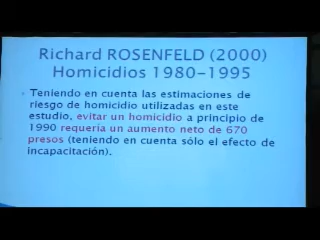 Richard ROSENFELD (2000)
Homicidios 1980-1995
Teniendo en cuenta las estimaciones de
riesgo de homicidio utilizadas en este
estudio, evitar un homicidio a principio de
1990 requería un aumento neto de 670
presos (teniendo en cuenta sólo el efecto de
incapacitación).